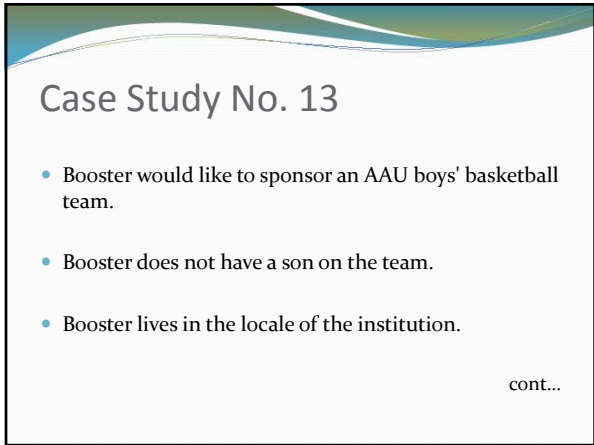 Case Study No. 13
• Booster would like to sponsor an AAU boys' basketball
team.
• Booster does not have a son on the team.
• Booster lives in the locale of the institution.
cont...